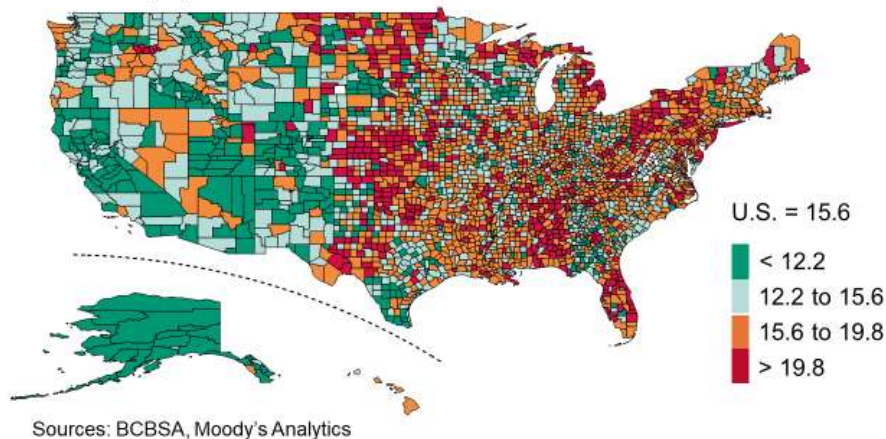 U.S. = 15.6
< 12.2
12.2 to 15.6
15.6 to 19.8
> 19.8
Sources: BCBSA, Moody's Analytics